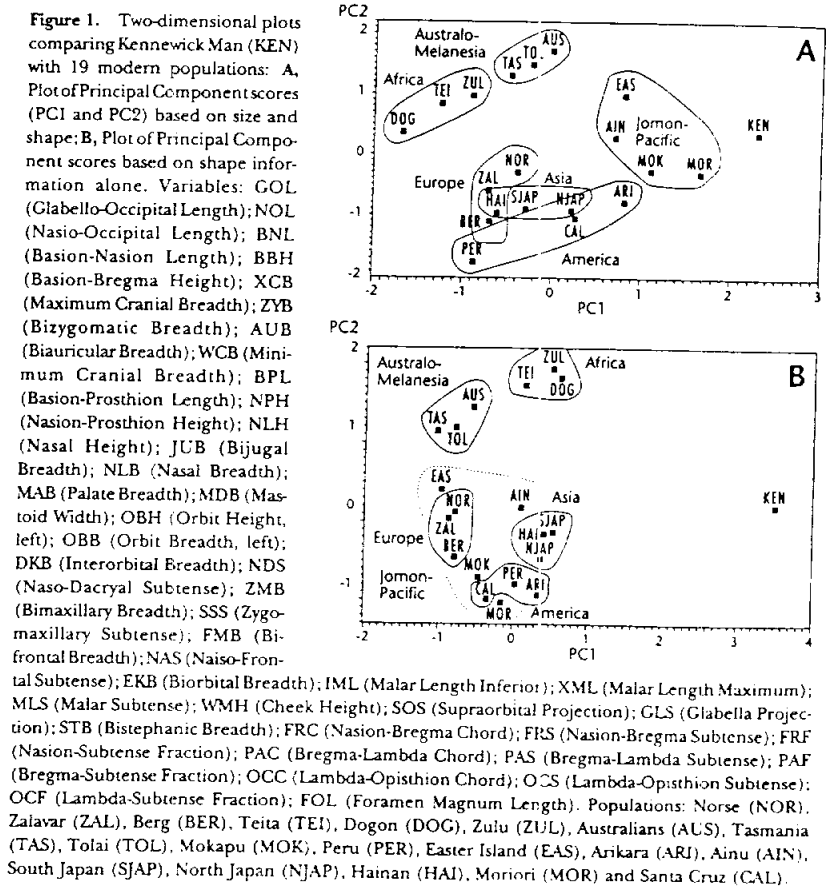 Figure 1. Two-dimensional plots
comparing Kennewick Man (KEN)
with 19 modern populations: A,
Plot of Principal Component scores
(PC1 and PC2) based on size and
shape; B, Plot of Principal Compo-
nent scores based on shape infor-
mation alone. Variables: GOL
(Glabello-Occipital Length); NOL
(Nasio-Occipital Length); BNL
(Basion-Nasion Length); BBH
(Basion-Bregma Height); XCB
(Maximum Cranial Breadth); ZYB
(Bizygomatic Breadth); AUB
(Biauricular Breadth); WCB (Mini-
mum Cranial Breadth); BPL
(Basion-Prosthion Length); NPH
(Nasion-Prosthion Height); NLH
(Nasal Height); JUB (Bijugal
Breadth); NLB (Nasal Breadth);
MAB (Palate Breadth); MDB (Mas-
toid Width); OBH (Orbit Height,
left); OBB (Orbit Breadth, left);
DKB (Interorbital Breadth); NDS
(Naso-Dacryal Subtense); ZMB
(Bimaxillary Breadth); SSS (Zygo-
maxillary Subtense); FMB (Bi-
frontal Breadth); NAS (Naiso-Fron-
tal Subtense); EKB (Biorbital Breadth); IML (Malar Length Inferior); XML (Malar Length Maximum);
MLS (Malar Subtense); WMH (Cheek Height); SOS (Supraorbital Projection); GLS (Glabella Projec-
tion); STB (Bistephanic Breadth); FRC (Nasion-Bregma Chord); FRS (Nasion-Bregma Subtense); FRF
(Nasion-Subtense Fraction); PAC (Bregma-Lambda Chord); PAS (Bregma-Lambda Subtense); PAF
(Bregma-Subtense Fraction); OCC (Lambda-Opisthion Chord); OCS (Lambda-Opisthion Subtense);
OCF (Lambda-Subtense Fraction); FOL (Foramen Magnum Length). Populations: Norse (NOR),
Zalavar (ZAL), Berg (BER), Teita (TEI), Dogon (DOG), Zulu (ZUL), Australians (AUS), Tasmania
(TAS), Tolai (TOL), Mokapu (MOK), Peru (PER), Easter Island (EAS), Arikara (ARI), Ainu (AIN),
South Japan (SJAP), North Japan (NJAP), Hainan (HAI), Moriori (MOR) and Santa Cruz (CAL).
PC2
2
A
Australo-
Melanesia
AUS
TOL
TAS
Africa
ZUL
TEI
DOG
1
EAS
AIN
Jomon-
Pacific
MOK
MOR
KEN
0
NOR
ZAL
Europe
Asia
HAI
SJAP
NJAP
ARI
BER
CAL
-1
PER
America
-2
-2
-1
0
1
2
3
PC1
PC2
2
B
Australo-
Melanesia
ZUL
TEI
DOG
Africa
AUS
TAS
TOL
1
EAS
NOR
AIN
Asia
KEN
0
ZAL
SJAP
HAI
Europe
BER
NJAP
MOK
PER
Jomon-
Pacific
CAL
ARI
-1
MOR
America
-2
-1
0
1
2
3
4
PC1